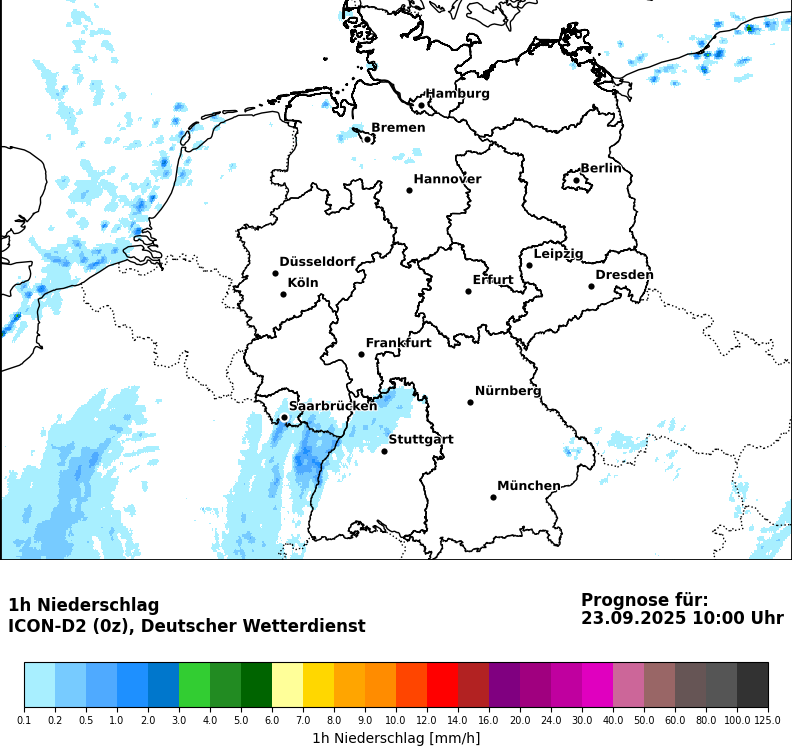 Hamburg
Bremen
Berlin
Hannover
Leipzig
Düsseldorf
Dresden
Köln
Erfurt
Frankfurt
Nürnberg
Saarbrücken
Stuttgart
München
1h Niederschlag
ICON-D2 (0z), Deutscher Wetterdienst
Prognose für:
23.09.2025 10:00 Uhr
0.1 0.2 0.5 1.0 2.0 3.0 4.0 5.0 6.0 7.0 8.0 9.0 10.0 12.0 14.0 16.0 20.0 24.0 30.0 40.0 50.0 60.0 80.0 100.0 125.0
1h Niederschlag [mm/h]